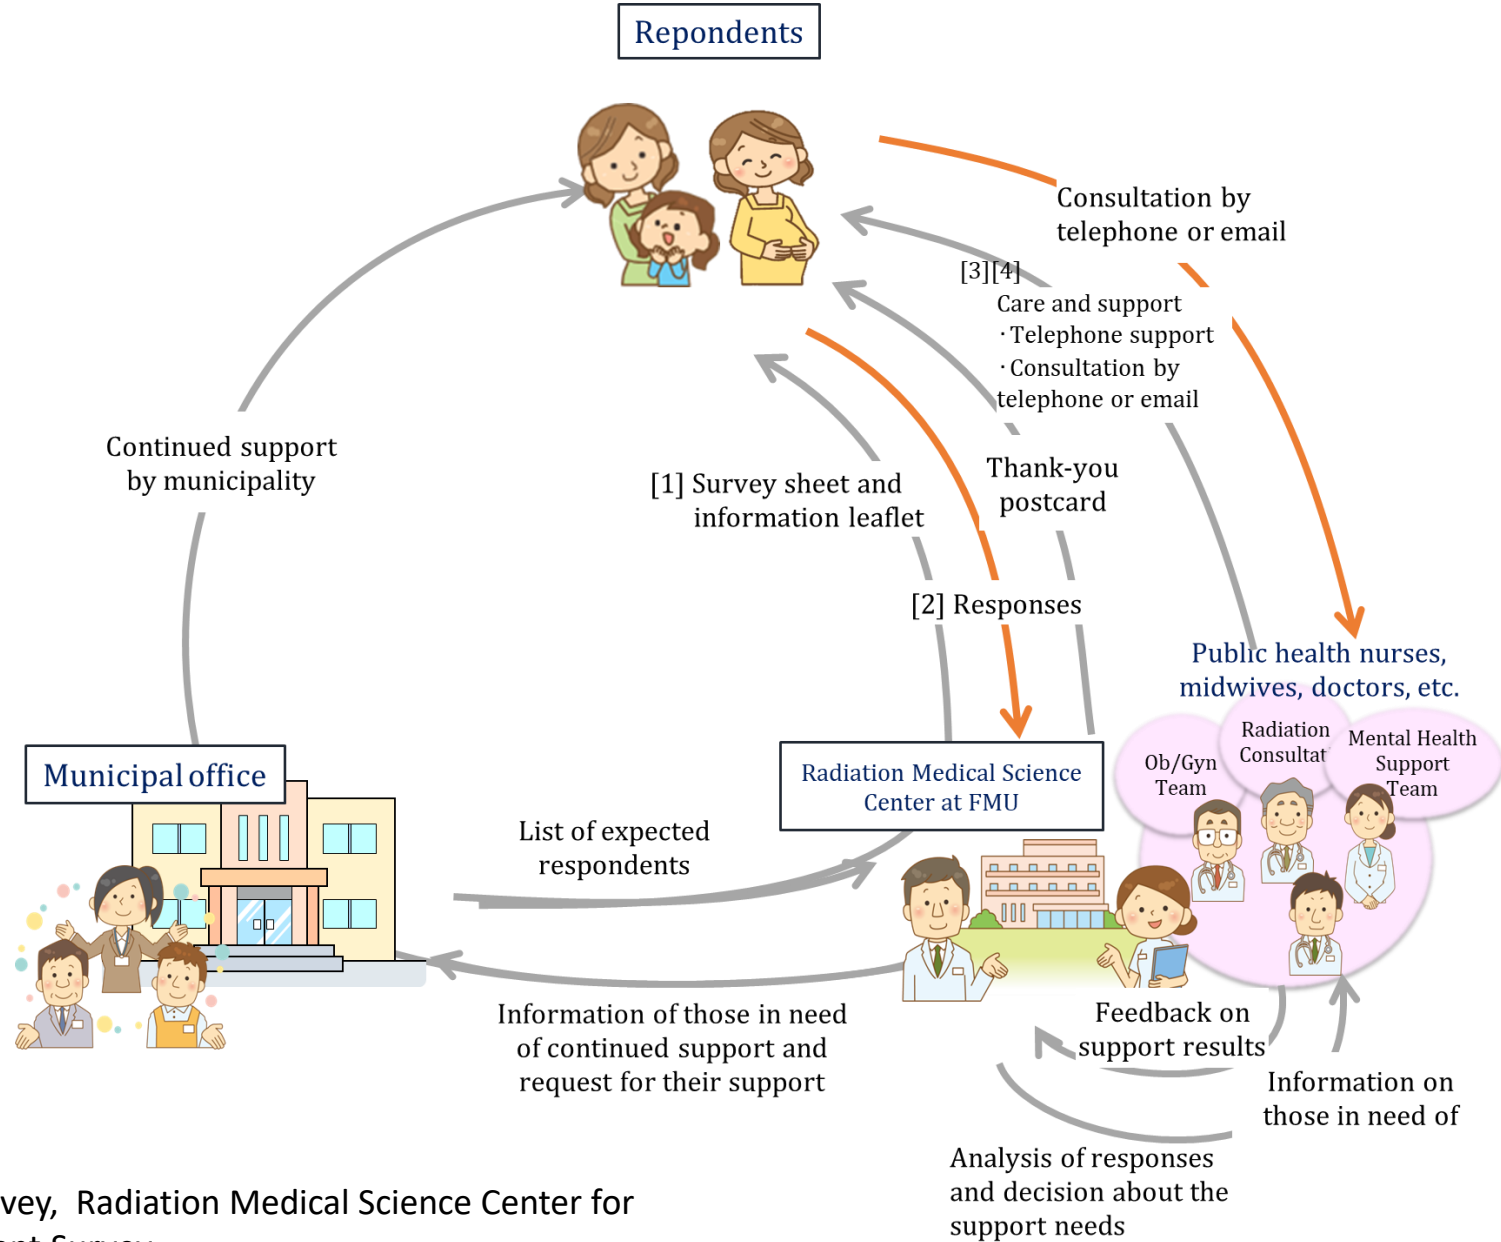 Repondents
Consultation by
telephone or email
[3][4]
Care and support
・Telephone support
・Consultation by
telephone or email
Continued support
by municipality
[1] Survey sheet and
information leaflet
Thank-you
postcard
[2] Responses
Public health nurses,
midwives, doctors, etc.
Municipal office
Radiation Medical Science
Center at FMU
Ob/Gyn
Team
Radiation
Mental Health
Support
Team
List of expected
respondents
Information of those in need
of continued support and
request for their support
Feedback on
support results
Information on
those in need of
Analysis of responses
and decision about the
support needs
Radiation Medical Science Center for
Survey